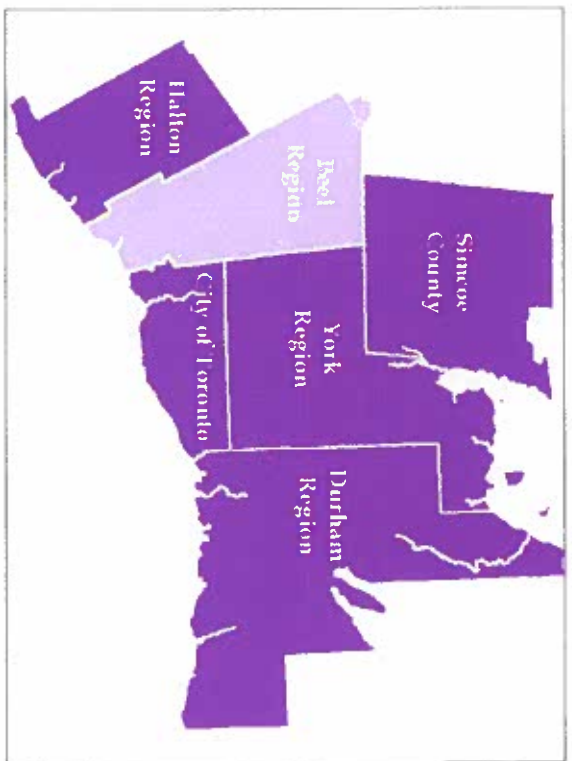 Halton
Region
Peel
Region
Simcoe
County
York
Region
City of Toronto
Durham
Region